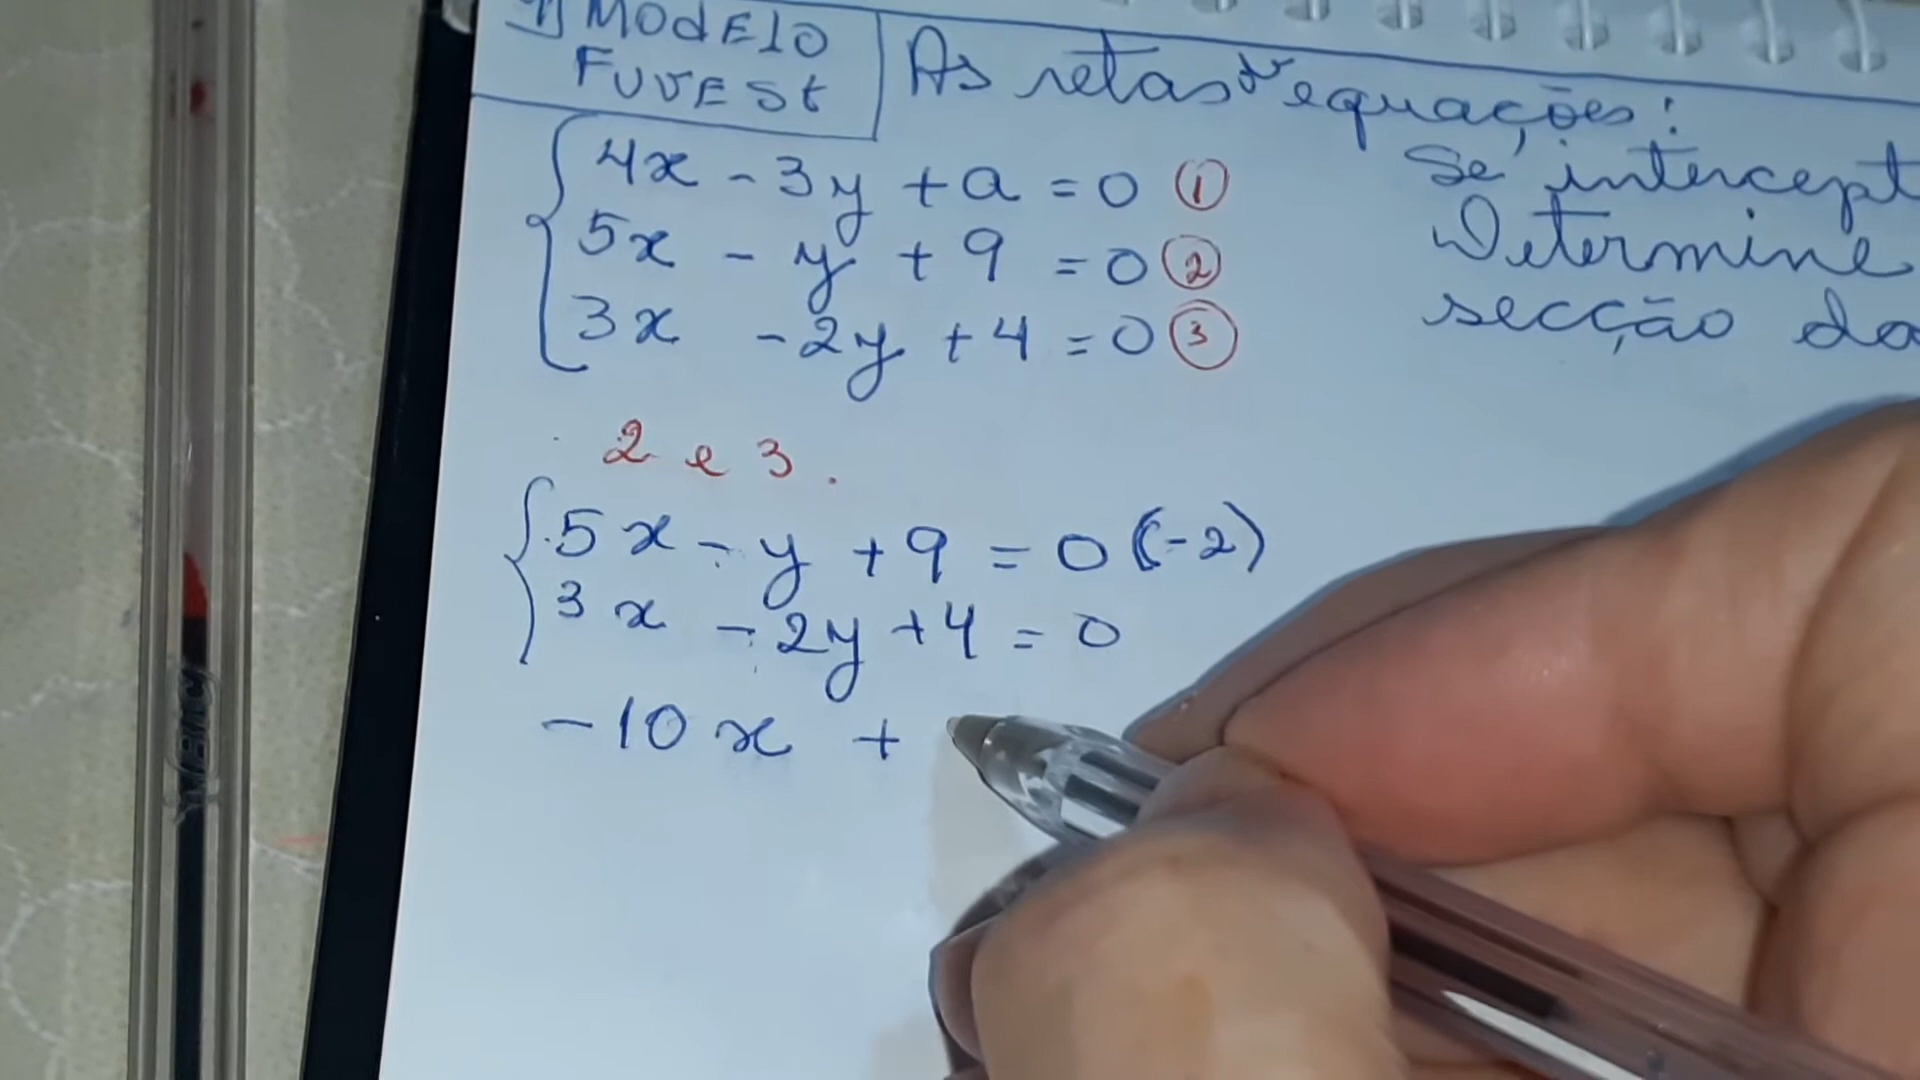 1) MODELO
FUVEST
As retas de equações:
4x - 3y + a = 0 ①
5x - y + 9 = 0 ②
3x - 2y + 4 = 0 ③
Se intercept
Determine
secção da
2 e 3.
5x - y + 9 = 0 (-2)
3x - 2y + 4 = 0
-10x +